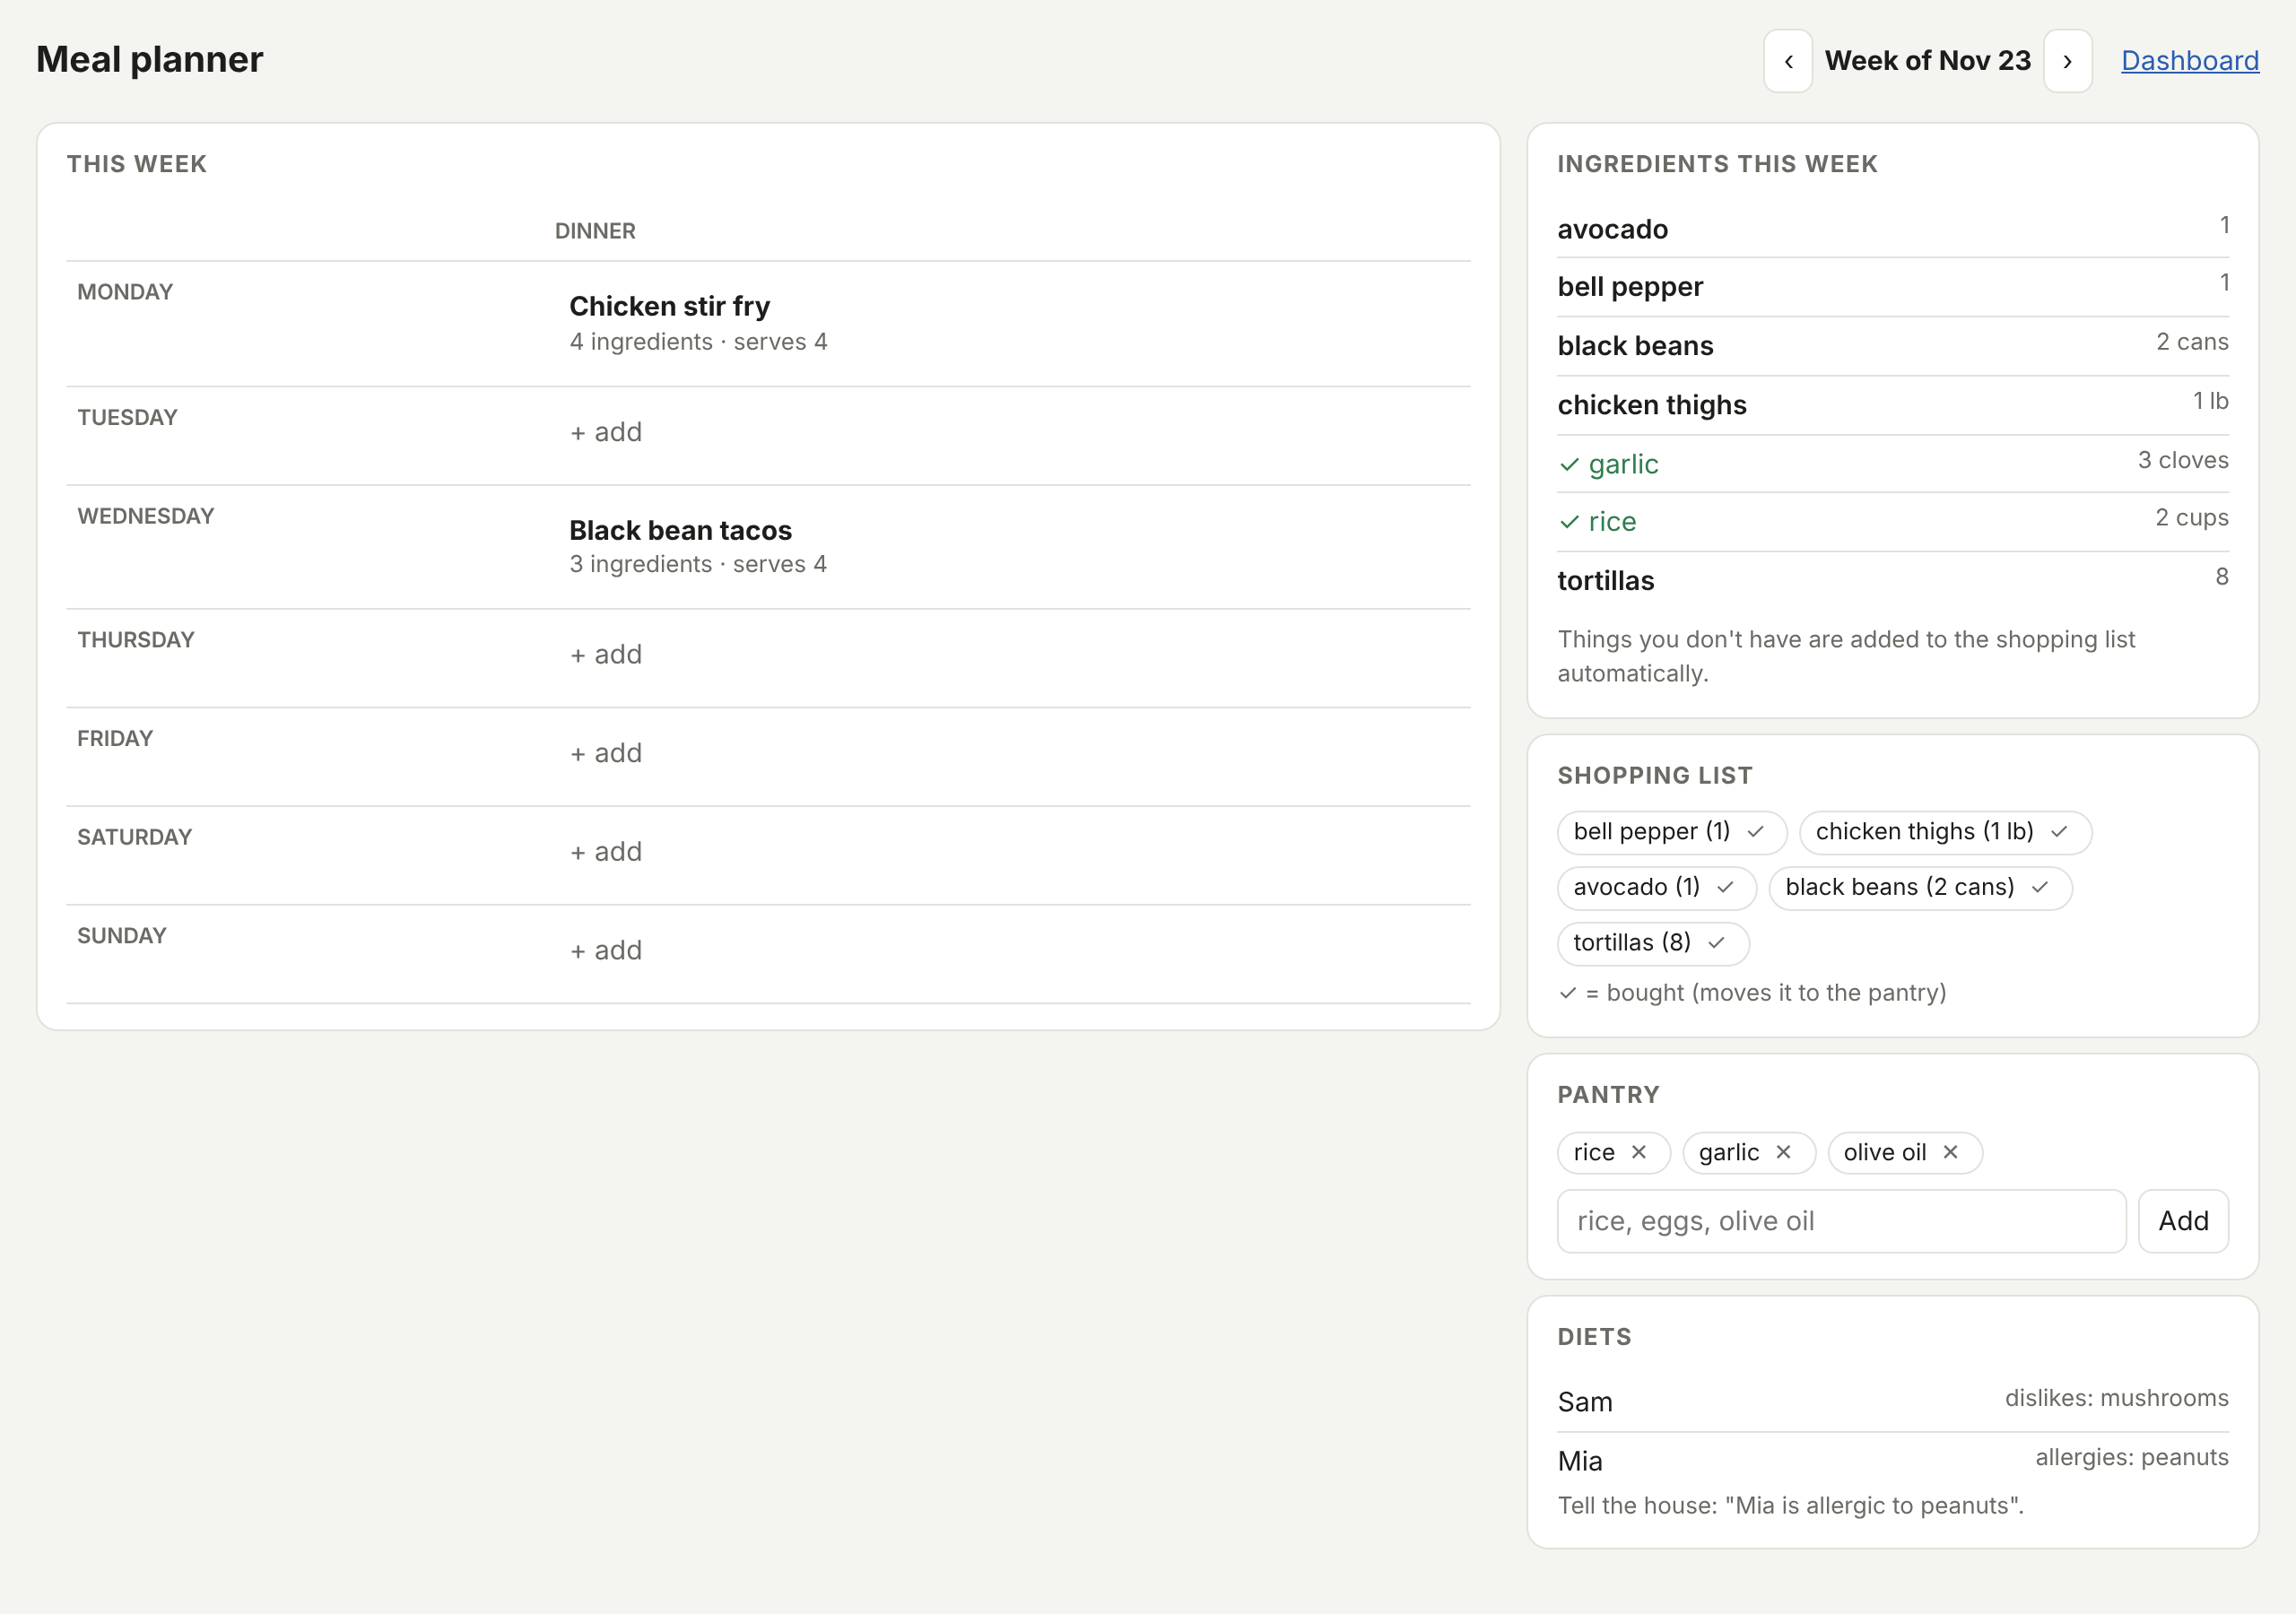 Meal planner
‹ Week of Nov 23 › Dashboard
THIS WEEK
DINNER
MONDAY
Chicken stir fry
4 ingredients · serves 4
TUESDAY
+ add
WEDNESDAY
Black bean tacos
3 ingredients · serves 4
THURSDAY
+ add
FRIDAY
+ add
SATURDAY
+ add
SUNDAY
+ add
INGREDIENTS THIS WEEK
avocado 1
bell pepper 1
black beans 2 cans
chicken thighs 1 lb
✓ garlic 3 cloves
✓ rice 2 cups
tortillas 8
Things you don't have are added to the shopping list
automatically.
SHOPPING LIST
bell pepper (1) ✓ chicken thighs (1 lb) ✓
avocado (1) ✓ black beans (2 cans) ✓
tortillas (8) ✓
✓ = bought (moves it to the pantry)
PANTRY
rice ✕ garlic ✕ olive oil ✕
rice, eggs, olive oil Add
DIETS
Sam dislikes: mushrooms
Mia allergies: peanuts
Tell the house: "Mia is allergic to peanuts".